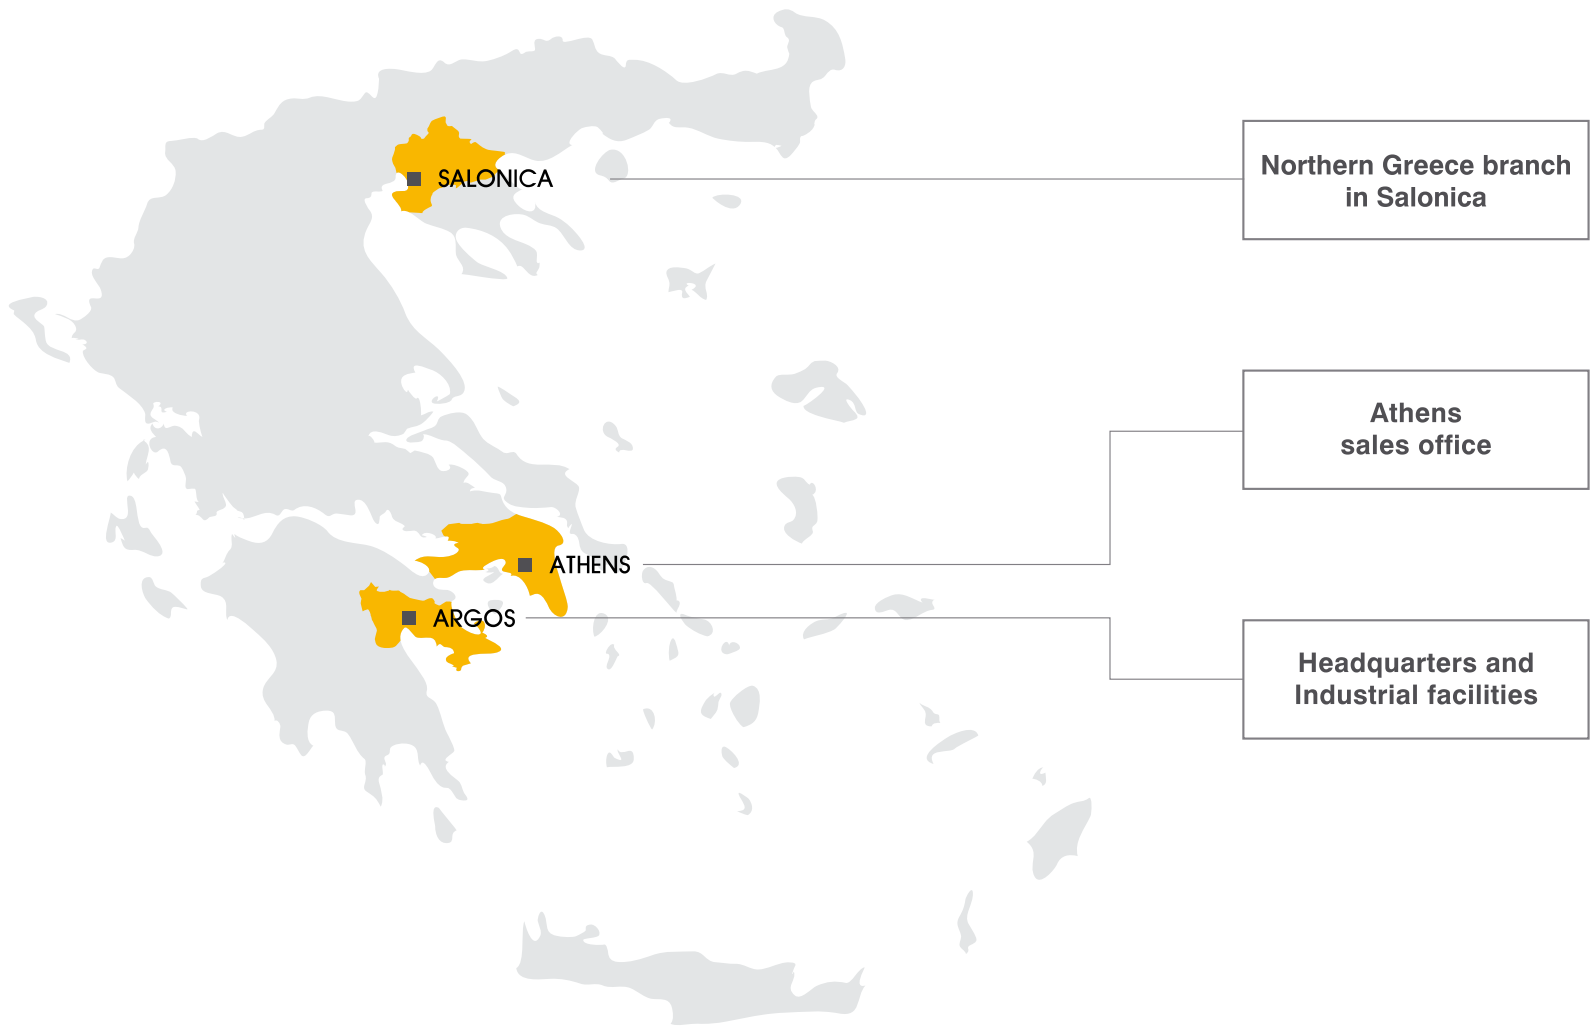 SALONICA
Northern Greece branch
in Salonica
Athens
sales office
ATHENS
ARGOS
Headquarters and
Industrial facilities